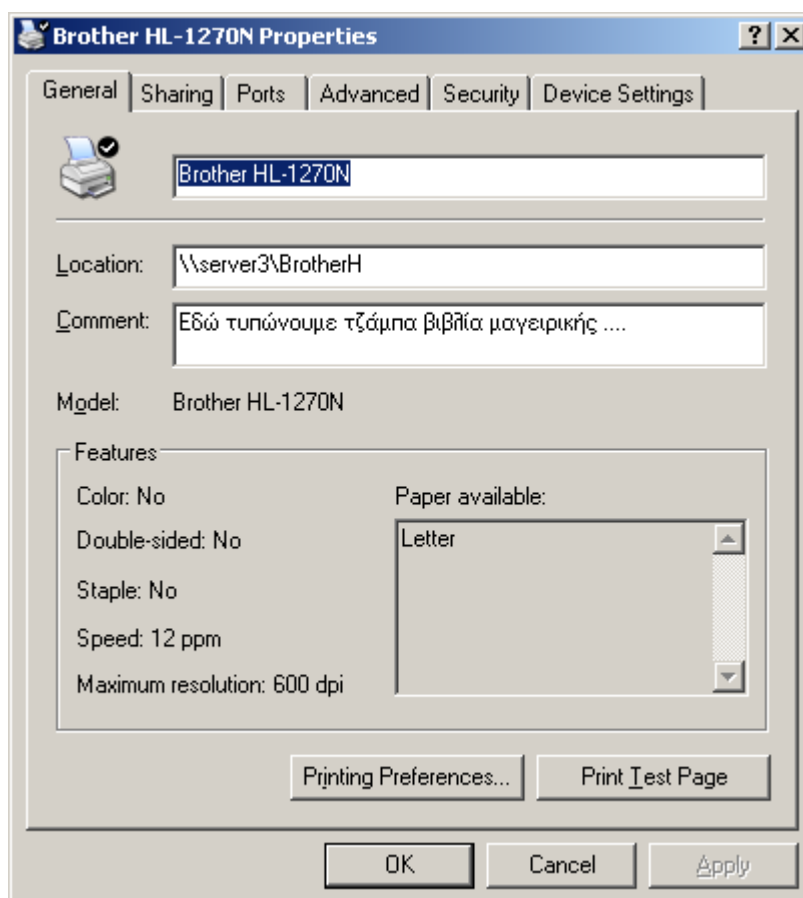 Brother HL-1270N Properties
General Sharing Ports Advanced Security Device Settings
Brother HL-1270N
Location: \\server3\BrotherH
Comment: Εδώ τυπώνουμε τζάμπα βιβλία μαγειρικής ....
Model: Brother HL-1270N
Features
Color: No
Double-sided: No
Staple: No
Speed: 12 ppm
Maximum resolution: 600 dpi
Paper available:
Letter
Printing Preferences... Print Test Page
OK Cancel Apply